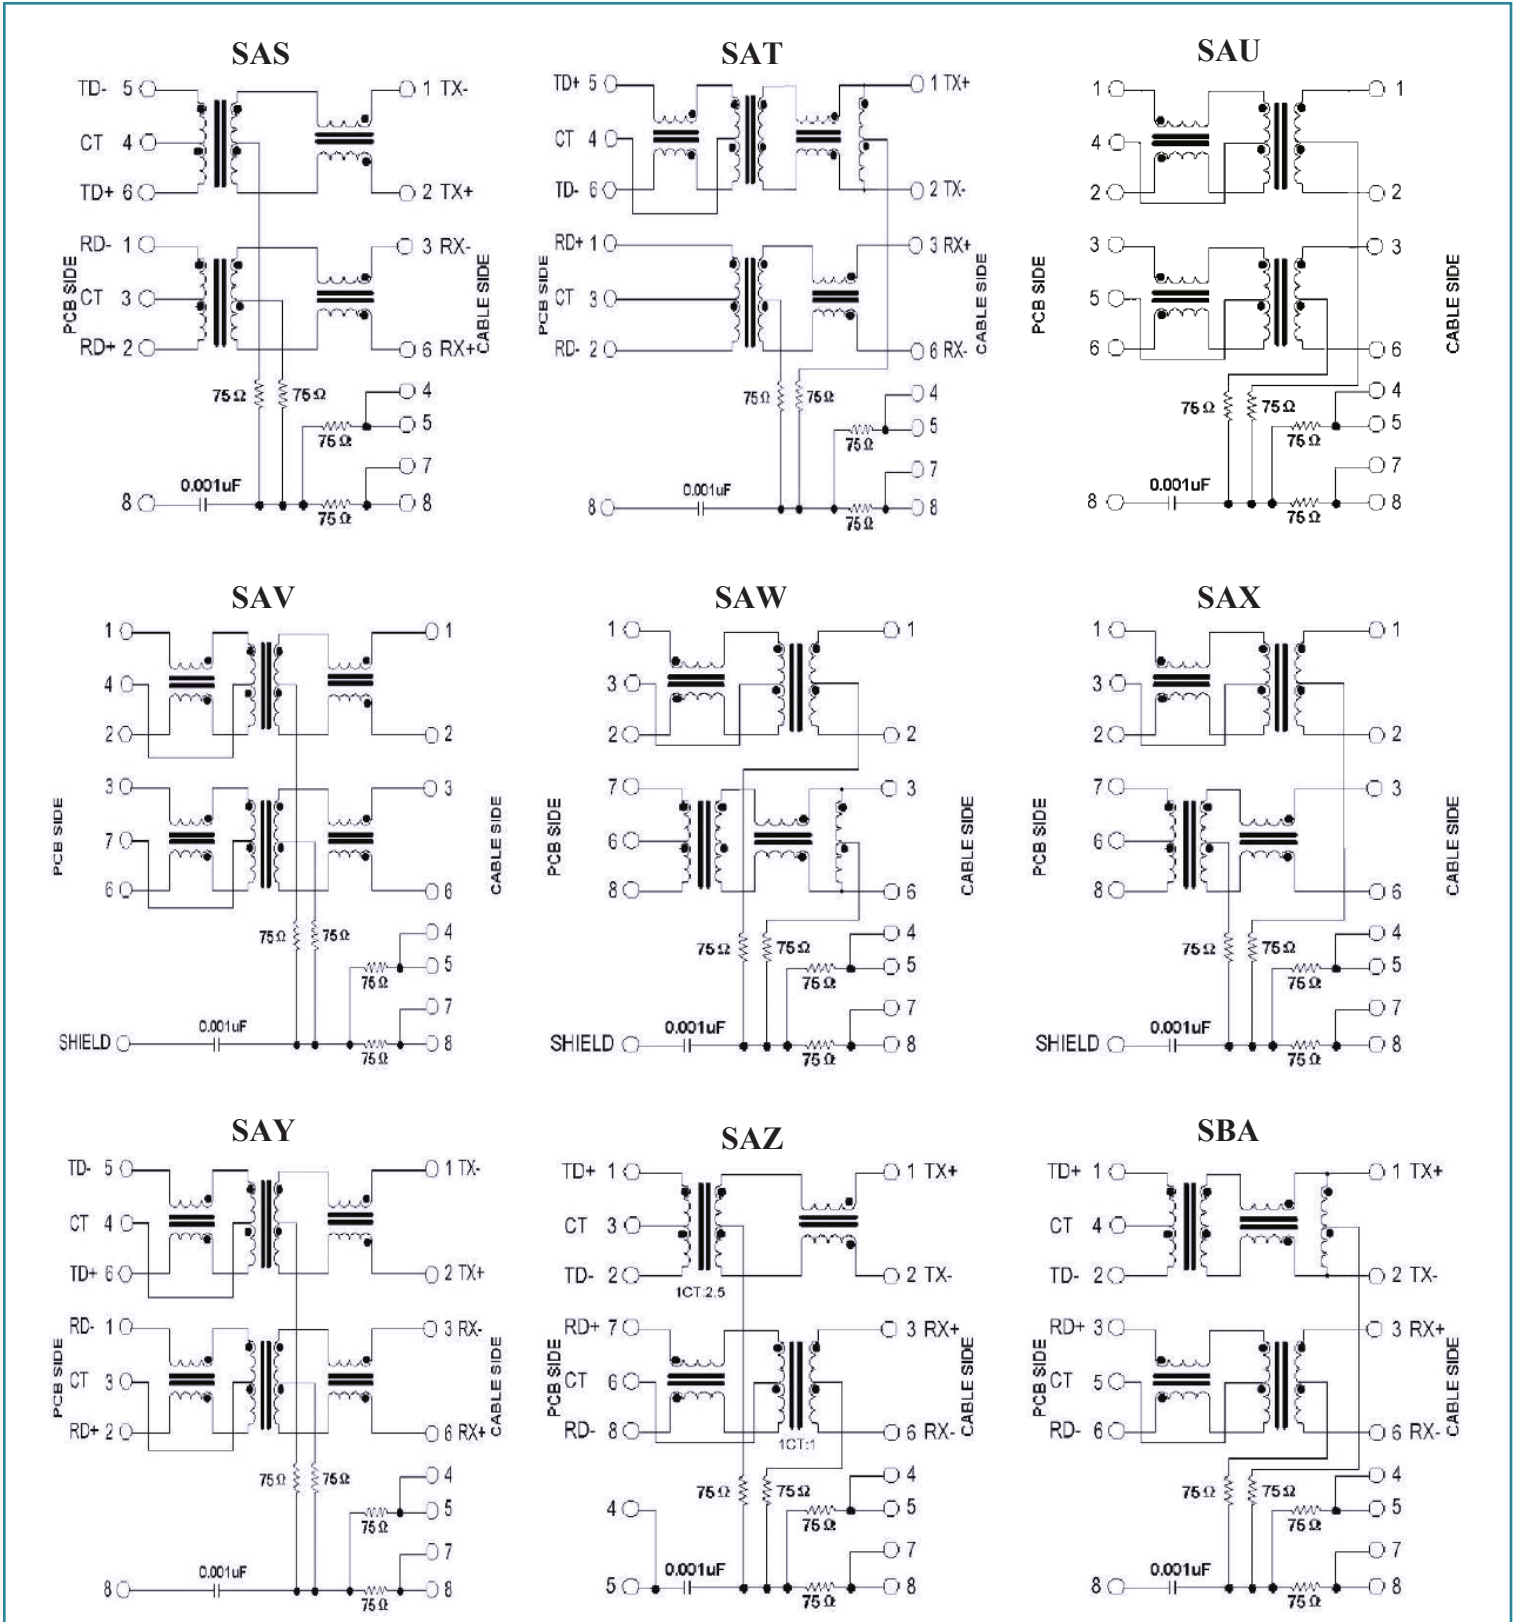 SAS
TD- 5
1 TX-
CT 4
TD+ 6
2 TX+
RD- 1
3 RX-
PCB SIDE
CT 3
CABLE SIDE
RD+ 2
6 RX+
75Ω
75Ω
4
5
75Ω
7
0.001uF
8
8
75Ω
SAT
TD+ 5
1 TX+
CT 4
TD- 6
2 TX-
RD+ 1
3 RX+
PCB SIDE
CT 3
CABLE SIDE
RD- 2
6 RX-
75Ω
75Ω
4
5
75Ω
7
0.001uF
8
8
75Ω
SAU
1
1
4
2
2
3
3
PCB SIDE
5
CABLE SIDE
6
6
75Ω
75Ω
4
5
75Ω
7
0.001uF
8
8
75Ω
SAV
1
1
4
2
2
3
3
PCB SIDE
7
CABLE SIDE
6
6
75Ω
75Ω
4
5
75Ω
7
0.001uF
SHIELD
8
75Ω
SAW
1
1
3
2
2
7
3
PCB SIDE
6
CABLE SIDE
8
6
75Ω
75Ω
4
5
75Ω
7
0.001uF
SHIELD
8
75Ω
SAX
1
1
3
2
2
7
3
PCB SIDE
6
CABLE SIDE
8
6
75Ω
75Ω
4
5
75Ω
7
0.001uF
SHIELD
8
75Ω
SAY
TD- 5
1 TX-
CT 4
TD+ 6
2 TX+
RD- 1
3 RX-
PCB SIDE
CT 3
CABLE SIDE
RD+ 2
6 RX+
75Ω
75Ω
4
5
75Ω
7
0.001uF
8
8
75Ω
SAZ
TD+ 1
1 TX+
CT 3
TD- 2
2 TX-
1CT:2.5
RD+ 7
3 RX+
PCB SIDE
CT 6
CABLE SIDE
RD- 8
6 RX-
1CT:1
75Ω
75Ω
4
4
5
75Ω
7
0.001uF
5
8
75Ω
SBA
TD+ 1
1 TX+
CT 4
TD- 2
2 TX-
RD+ 3
3 RX+
PCB SIDE
CT 5
CABLE SIDE
RD- 6
6 RX-
75Ω
75Ω
4
5
75Ω
7
0.001uF
8
8
75Ω